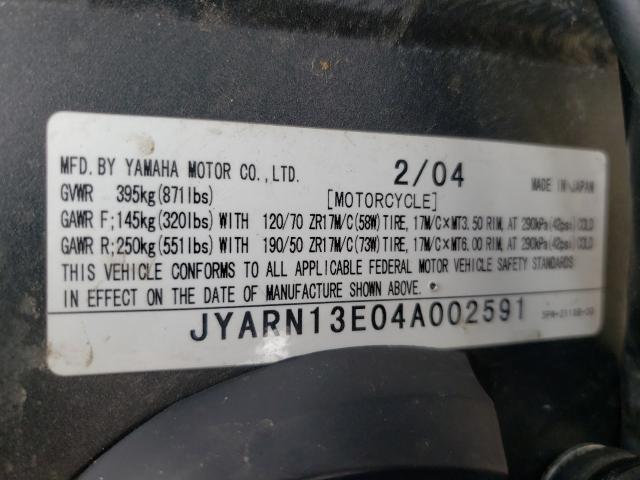 MFD. BY YAMAHA MOTOR CO., LTD. 2/04 MADE IN JAPAN
GVWR 395kg(871lbs) [MOTORCYCLE]
GAWR F;145kg(320lbs) WITH 120/70 ZR17M/C(58W) TIRE, 17M/C×MT3.50 RIM, AT 290kPa(42psi) COLD
GAWR R;250kg(551lbs) WITH 190/50 ZR17M/C(73W) TIRE, 17M/C×MT6.00 RIM, AT 290kPa(42psi) COLD
THIS VEHICLE CONFORMS TO ALL APPLICABLE FEDERAL MOTOR VEHICLE SAFETY STANDARDS
IN EFFECT ON THE DATE OF MANUFACTURE SHOWN ABOVE.
JYARN13E04A002591